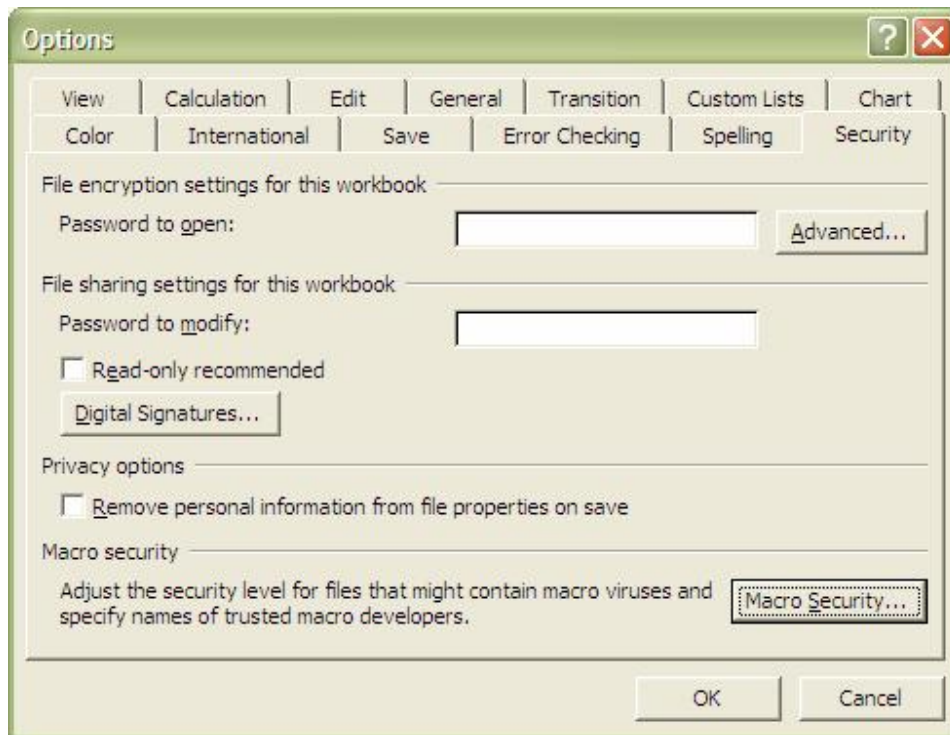 Options
?
View Calculation Edit General Transition Custom Lists Chart
Color International Save Error Checking Spelling Security
File encryption settings for this workbook
Password to open:
Advanced...
File sharing settings for this workbook
Password to modify:
Read-only recommended
Digital Signatures...
Privacy options
Remove personal information from file properties on save
Macro security
Adjust the security level for files that might contain macro viruses and
specify names of trusted macro developers.
Macro Security...
OK Cancel